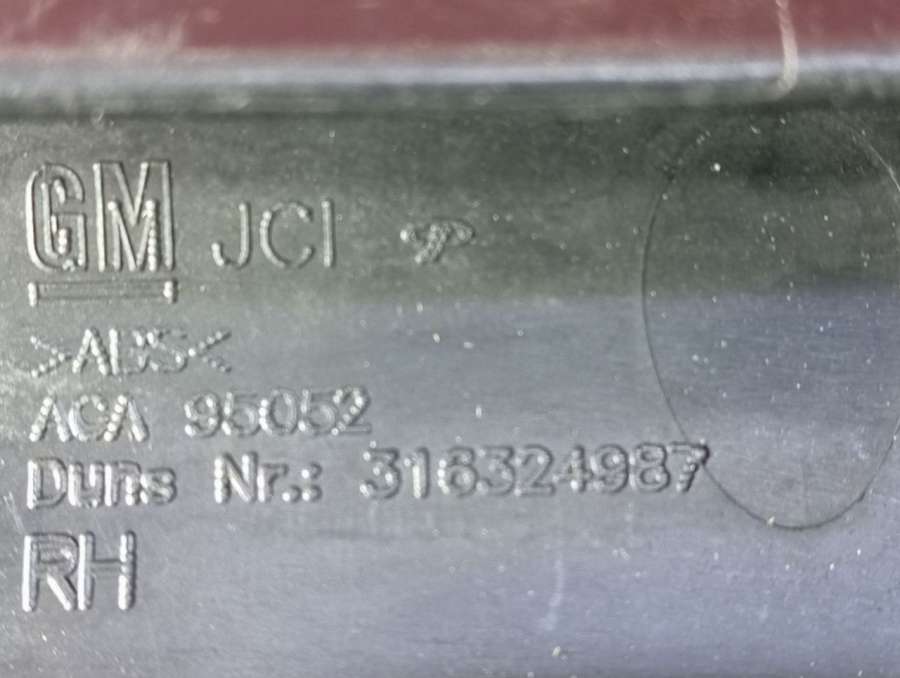 GM JCI
>ABS<
ACA 95052
Duns Nr.: 316324987
RH